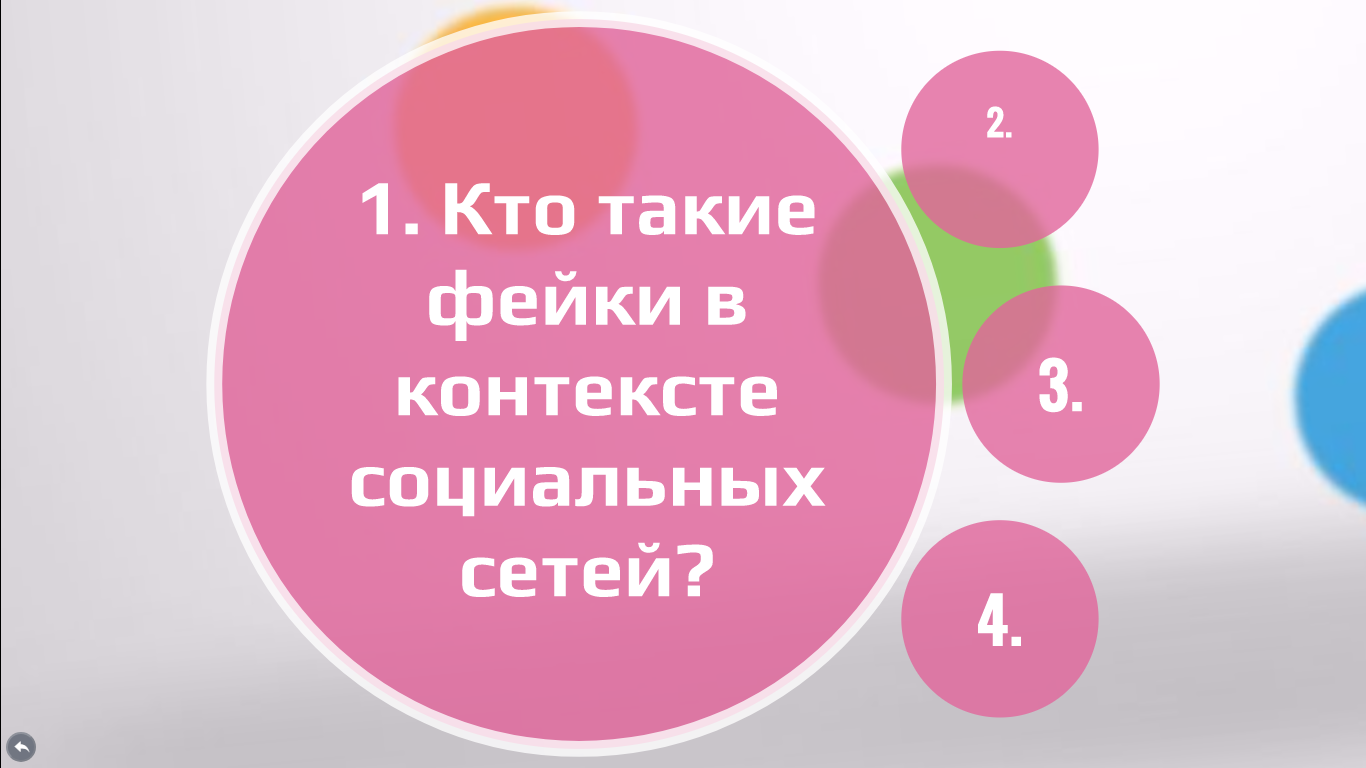 1. Кто такие
фейки в
контексте
социальных
сетей?
2.
3.
4.